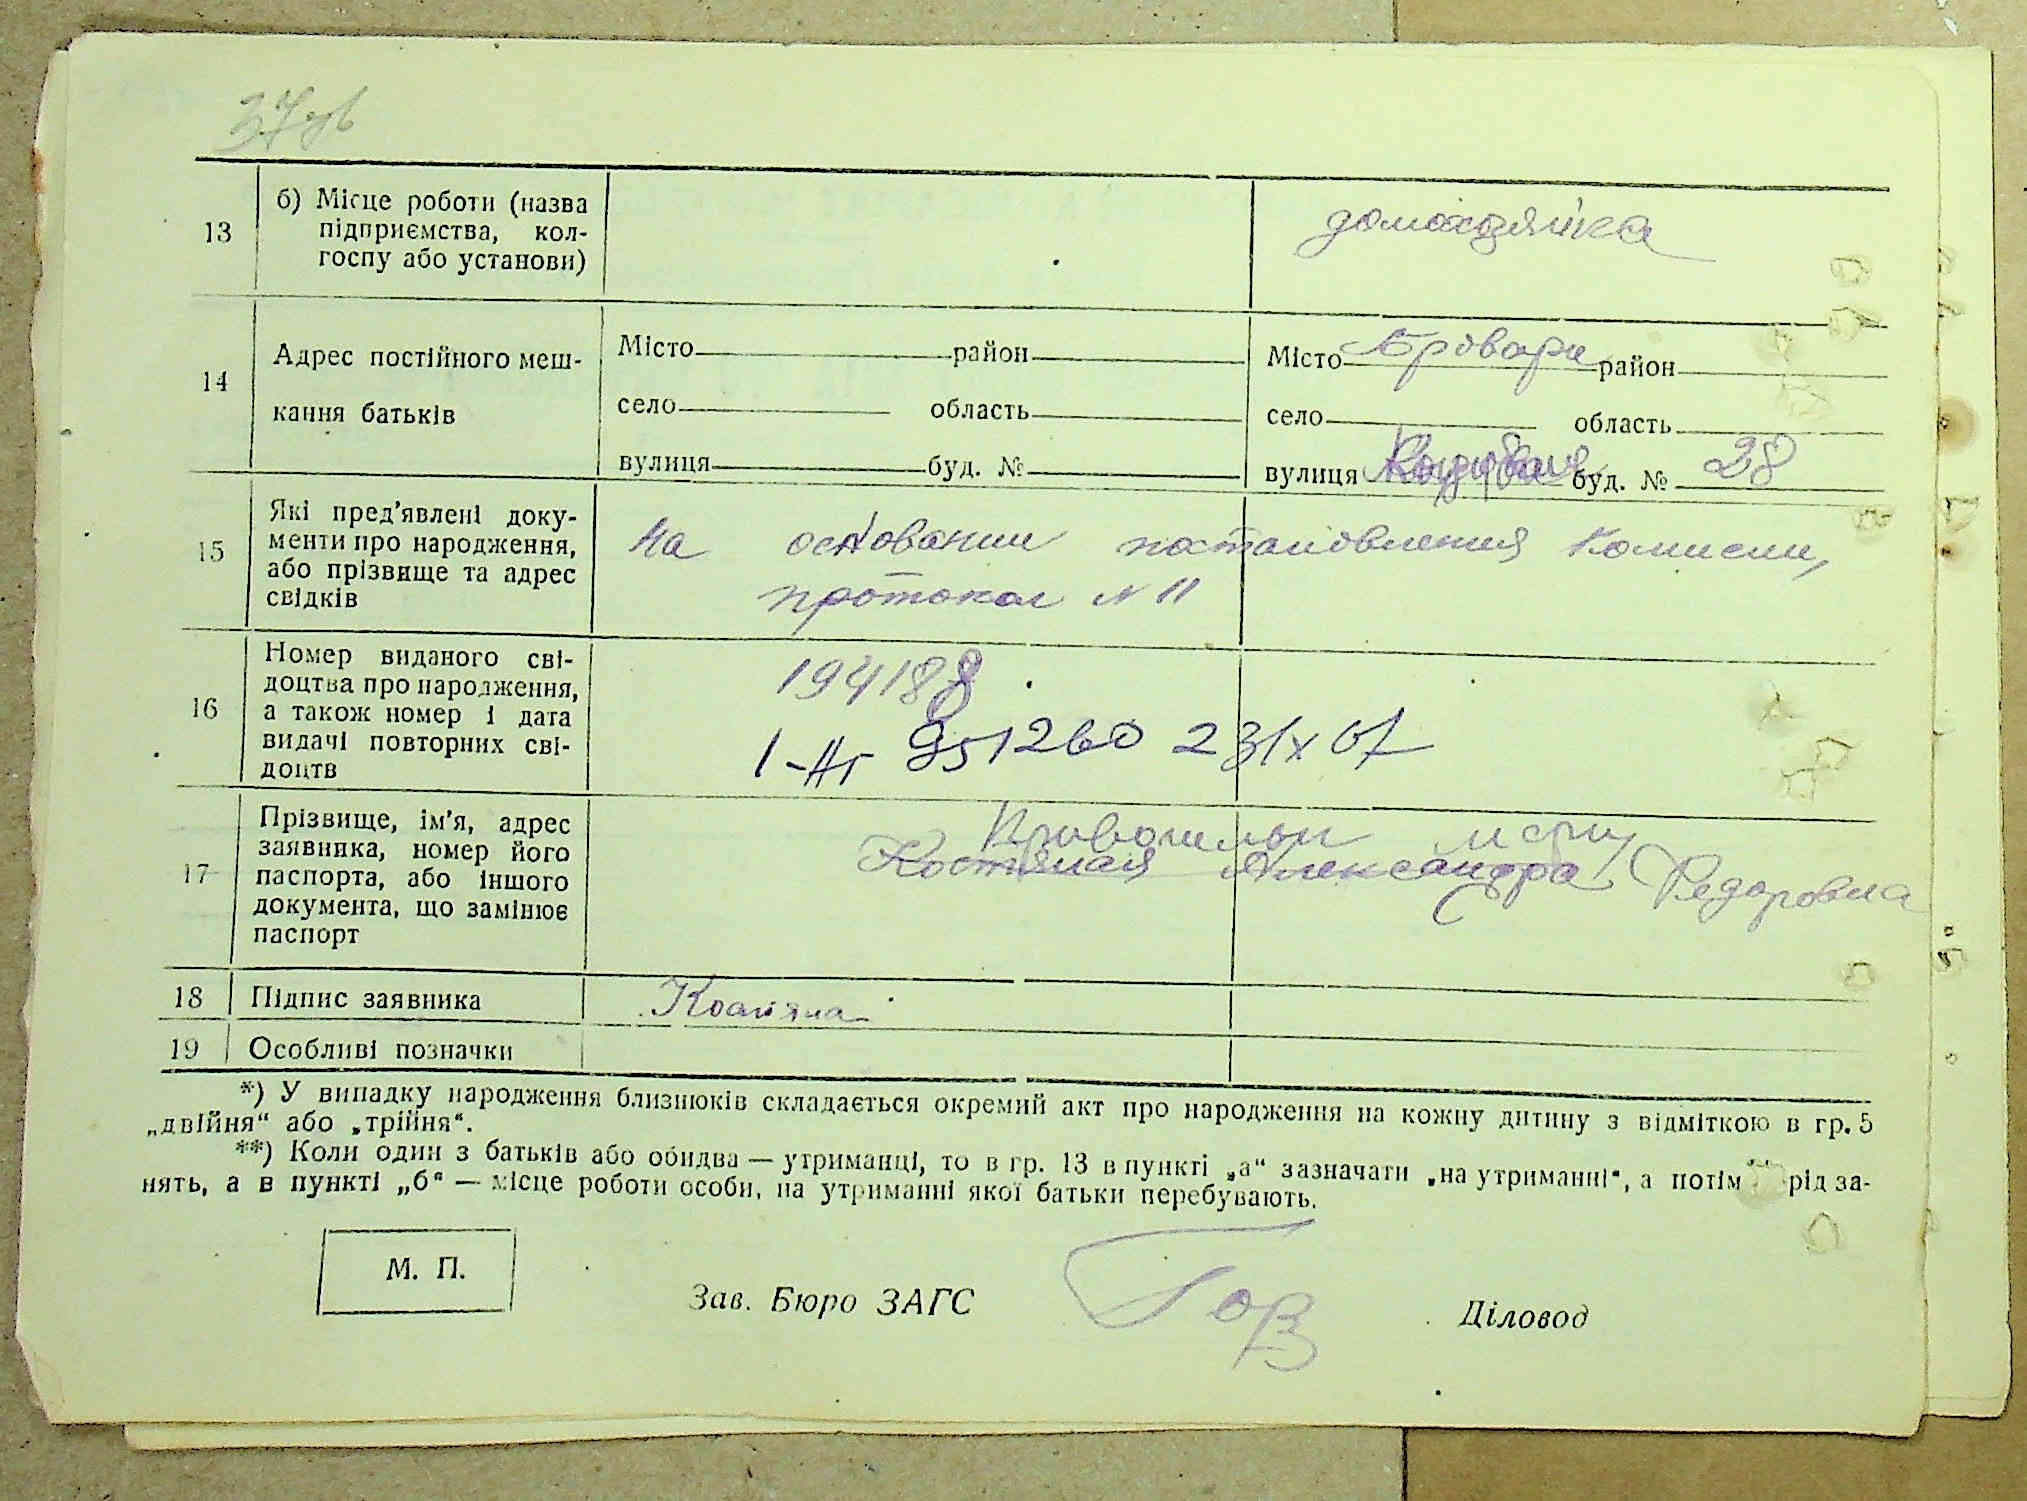 37 об
13
б) Місце роботи (назва
підприємства, кол-
госпу або установи)
домохозяйка
14
Адрес постійного меш-
кання батьків
Місто район
село область
вулиця буд. №
Місто Бровари район
село область
вулиця буд. № 28
15
Які пред'явлені доку-
менти про народження,
або прізвище та адрес
свідків
На основании постановления Комиссии,
протокол № 11
16
Номер виданого сві-
доцтва про народження,
а також номер і дата
видачі повторних сві-
доцтв
194188
1-АГ 951260 23 IX 07
17
Прізвище, ім'я, адрес
заявника, номер його
паспорта, або іншого
документа, що замінює
паспорт
Александра Федоровна
18
Підпис заявника
19
Особливі позначки
*) У випадку народження близнюків складається окремий акт про народження на кожну дитину з відміткою в гр. 5
„двійня“ або „трійня“.
**) Коли один з батьків або обидва — утриманці, то в гр. 13 в пункті „а“ зазначати „на утриманні“, а потім рід за-
нять, а в пункті „б“ — місце роботи особи, на утриманні якої батьки перебувають.
М. П.
Зав. Бюро ЗАГС
Діловод